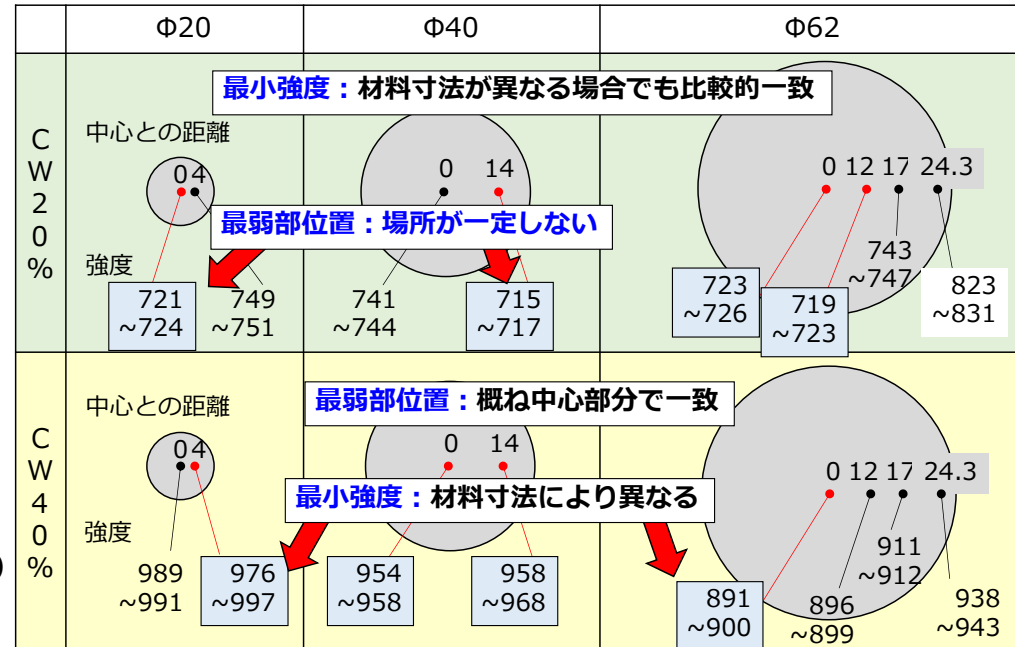 Φ20
Φ40
Φ62
CW20%
最小強度：材料寸法が異なる場合でも比較的一致
中心との距離
0 4
0 14
0 12 17 24.3
最弱部位置：場所が一定しない
強度
721
~724
749
~751
741
~744
715
~717
723
~726
719
~723
743
~747
823
~831
CW40%
最弱部位置：概ね中心部分で一致
中心との距離
0 4
0 14
0 12 17 24.3
最小強度：材料寸法により異なる
強度
989
~991
976
~997
954
~958
958
~968
891
~900
896
~899
911
~912
938
~943
)